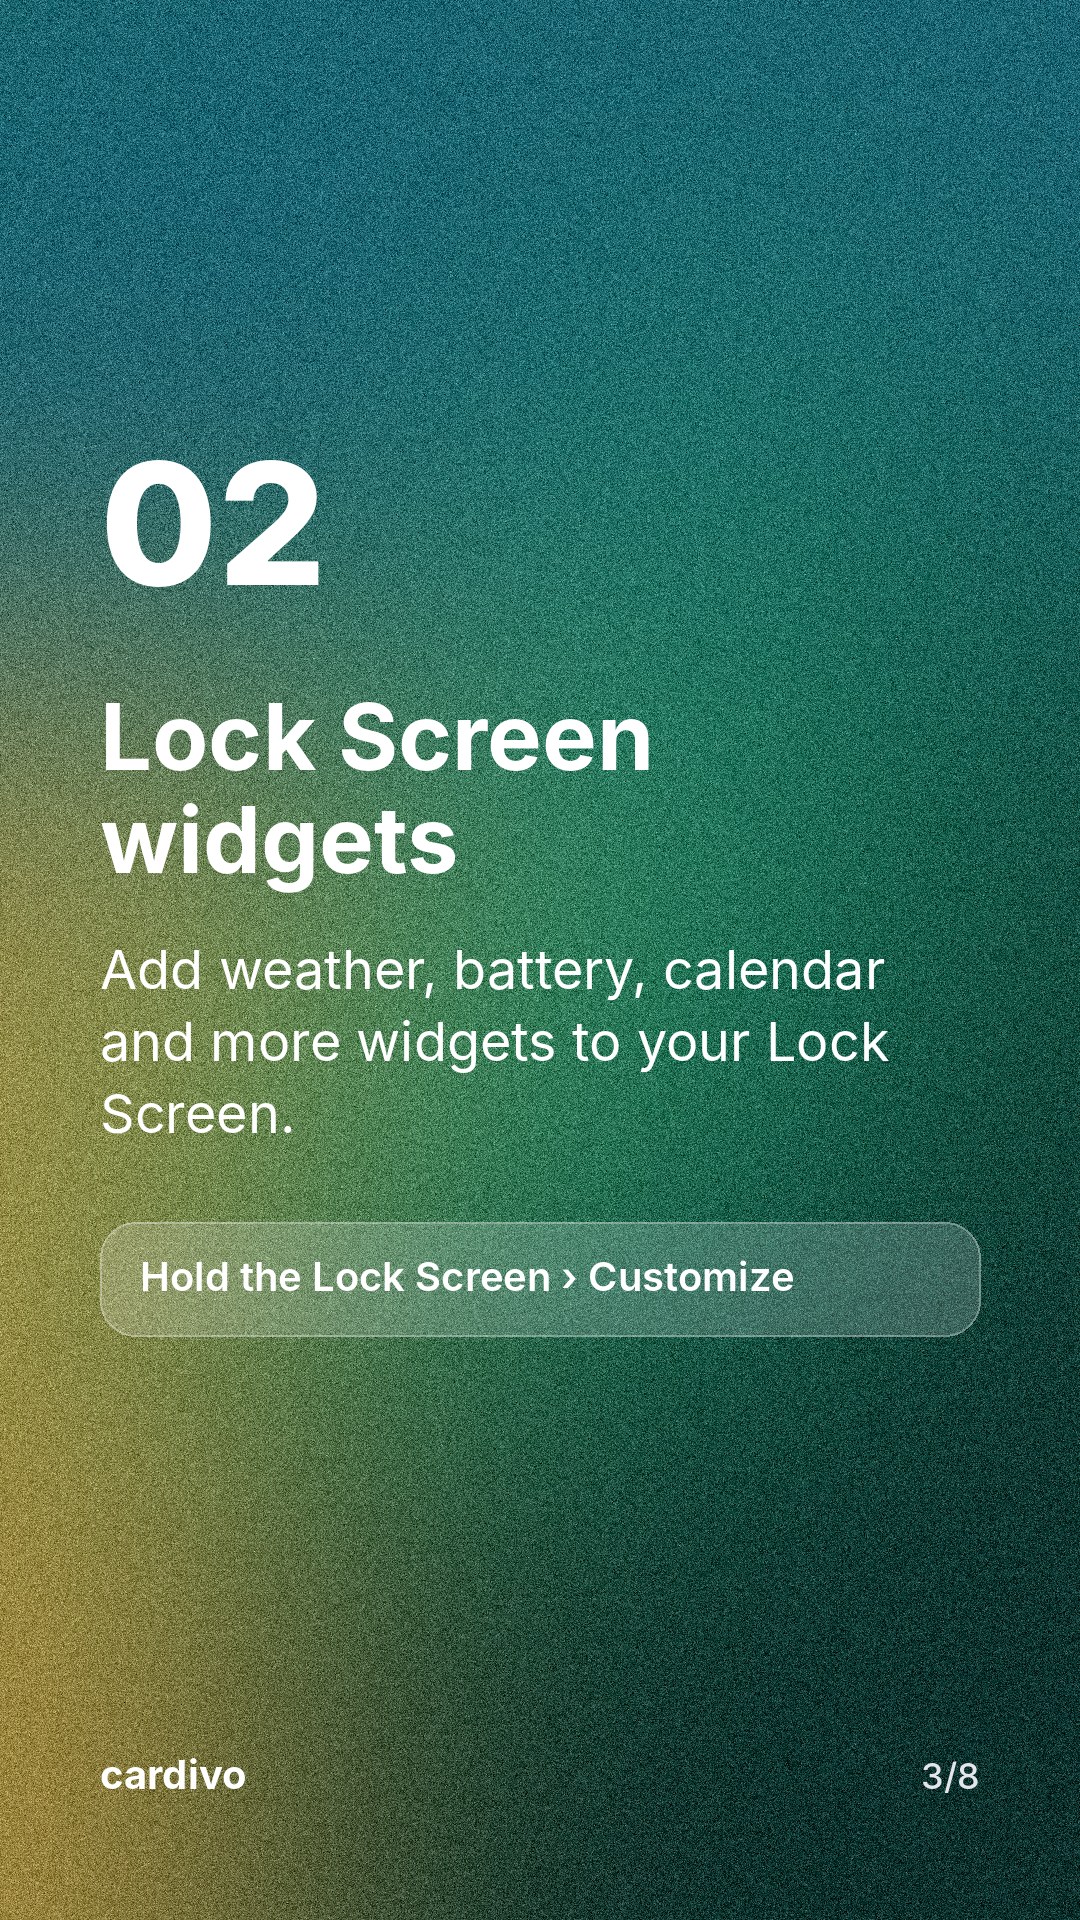 02
Lock Screen
widgets
Add weather, battery, calendar
and more widgets to your Lock
Screen.
Hold the Lock Screen › Customize
cardivo
3/8